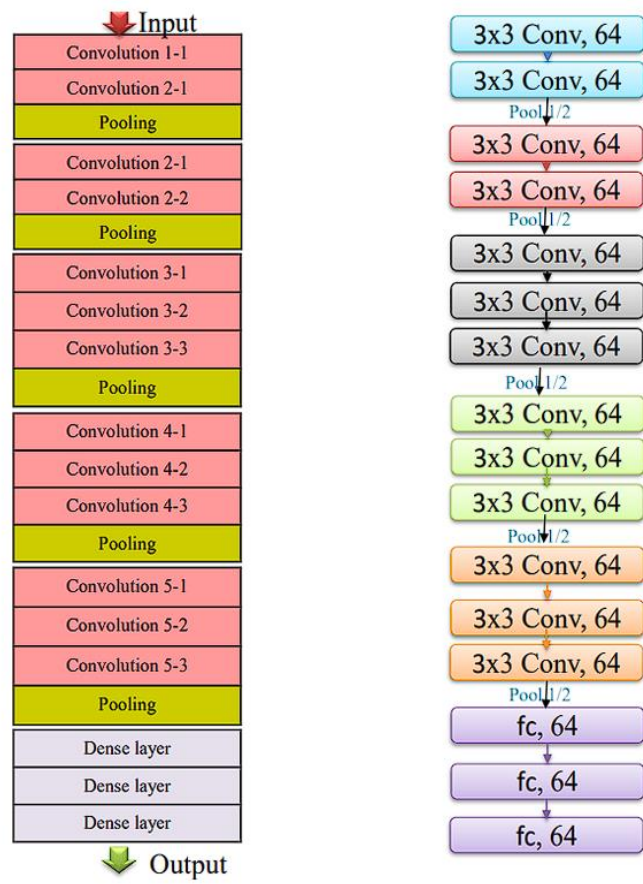 Input
Convolution 1-1
Convolution 2-1
Pooling
Convolution 2-1
Convolution 2-2
Pooling
Convolution 3-1
Convolution 3-2
Convolution 3-3
Pooling
Convolution 4-1
Convolution 4-2
Convolution 4-3
Pooling
Convolution 5-1
Convolution 5-2
Convolution 5-3
Pooling
Dense layer
Dense layer
Dense layer
Output
3x3 Conv, 64
3x3 Conv, 64
Pool 1/2
3x3 Conv, 64
3x3 Conv, 64
Pool 1/2
3x3 Conv, 64
3x3 Conv, 64
3x3 Conv, 64
Pool 1/2
3x3 Conv, 64
3x3 Conv, 64
3x3 Conv, 64
Pool 1/2
3x3 Conv, 64
3x3 Conv, 64
3x3 Conv, 64
Pool 1/2
fc, 64
fc, 64
fc, 64